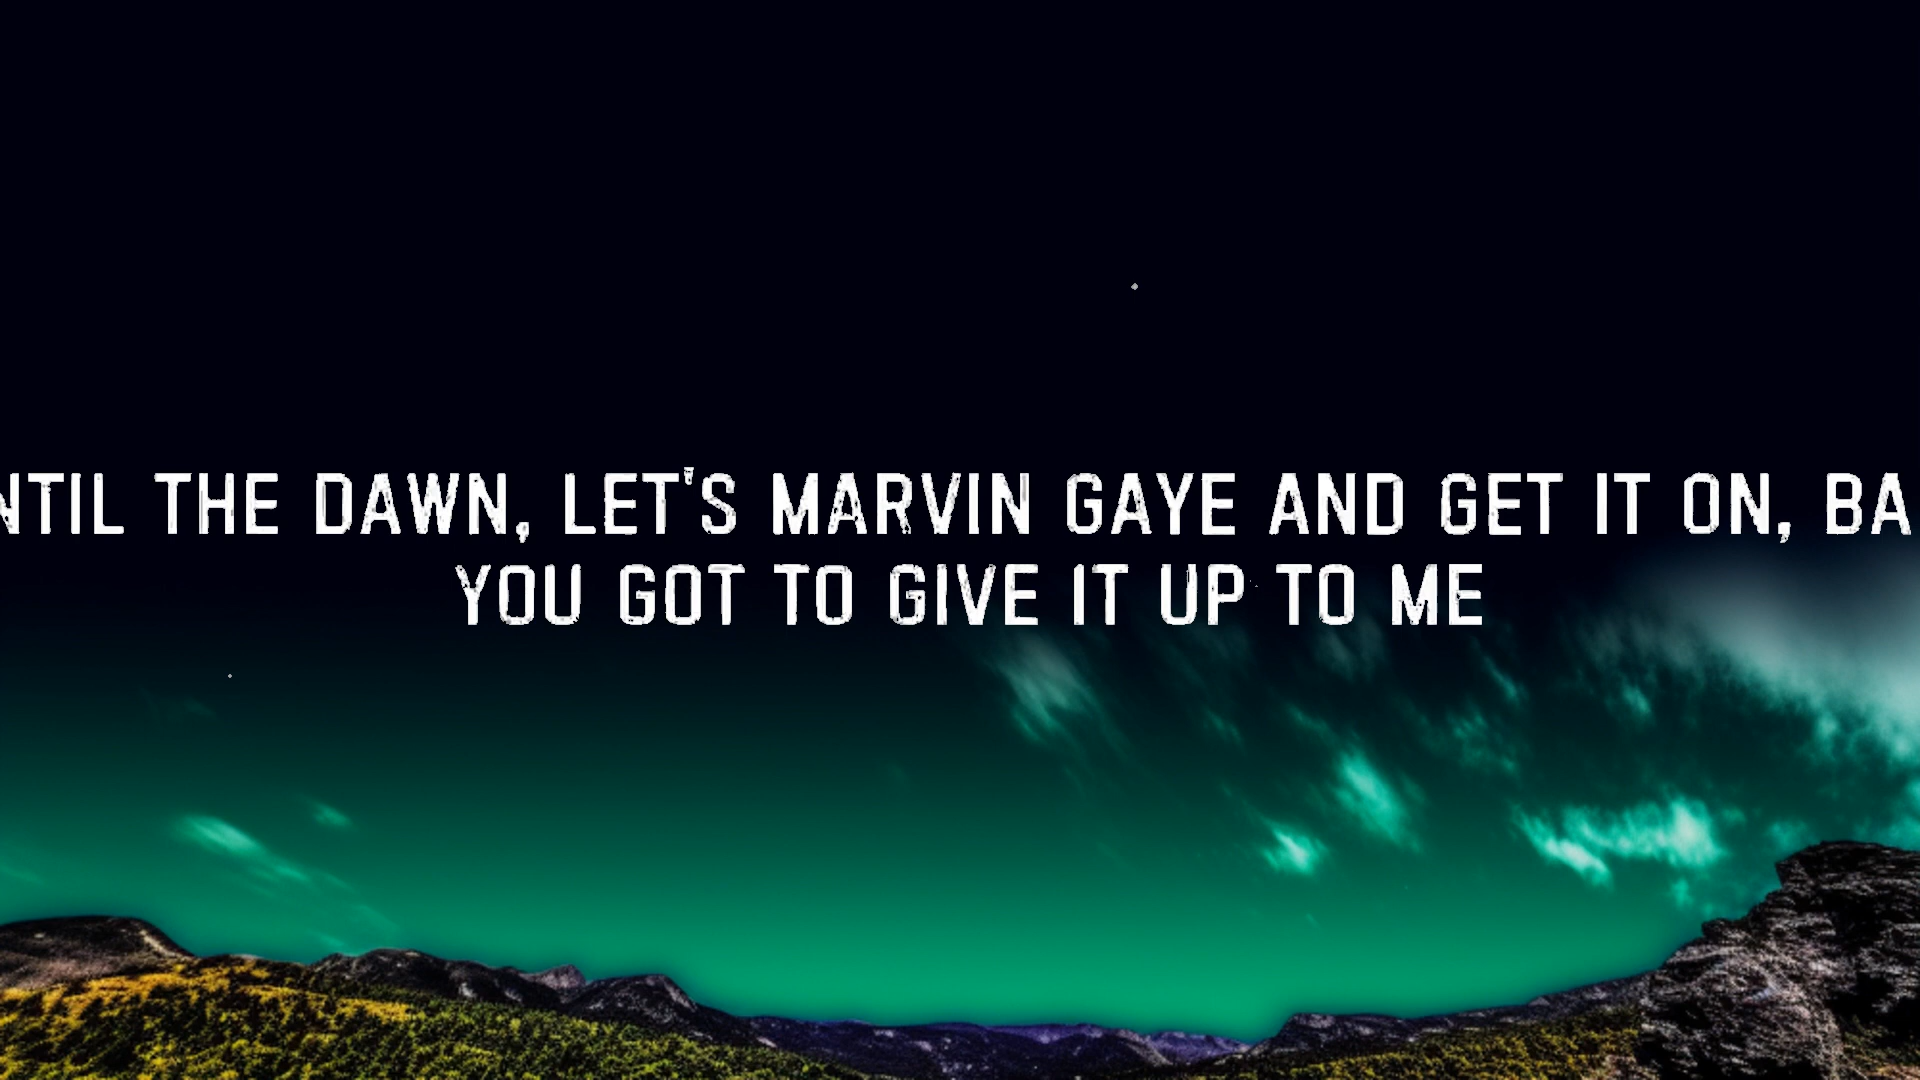 NTIL THE DAWN, LET'S MARVIN GAYE AND GET IT ON, BA
YOU GOT TO GIVE IT UP TO ME